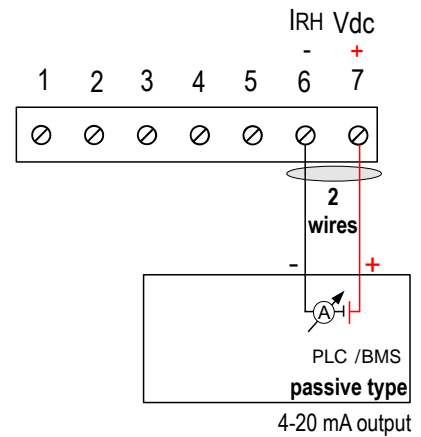 IRH Vdc
- +
1 2 3 4 5 6 7
2
wires
- +
A
PLC /BMS
passive type
4-20 mA output